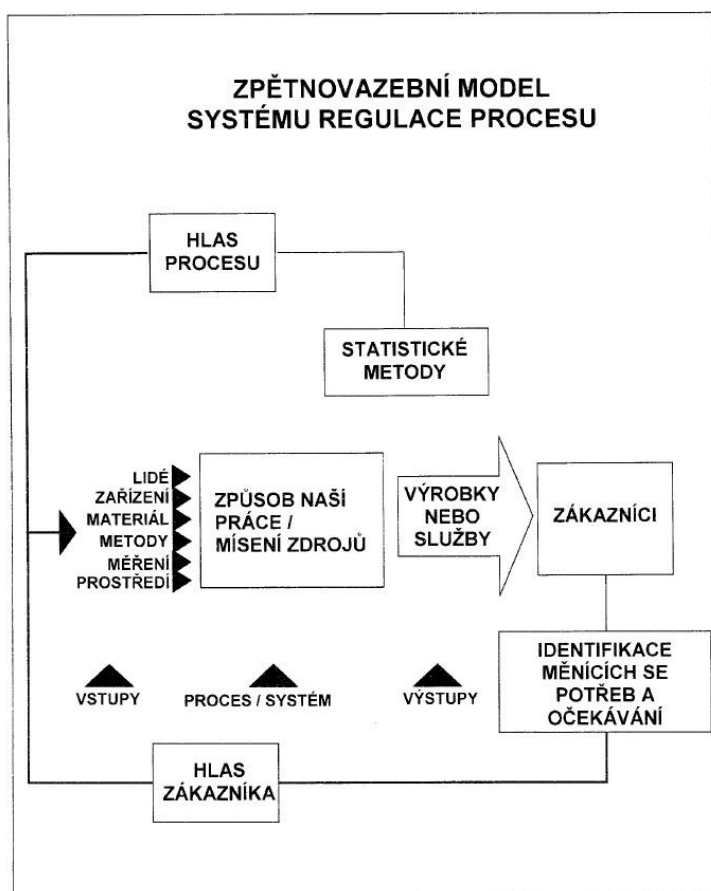 ZPĚTNOVAZEBNÍ MODEL
SYSTÉMU REGULACE PROCESU
HLAS
PROCESU
STATISTICKÉ
METODY
LIDÉ
ZAŘÍZENÍ
MATERIÁL
METODY
MĚŘENÍ
PROSTŘEDÍ
ZPŮSOB NAŠÍ
PRÁCE /
MÍSENÍ ZDROJŮ
VÝROBKY
NEBO
SLUŽBY
ZÁKAZNÍCI
IDENTIFIKACE
MĚNÍCÍCH SE
POTŘEB A
OČEKÁVÁNÍ
VSTUPY
PROCES / SYSTÉM
VÝSTUPY
HLAS
ZÁKAZNÍKA